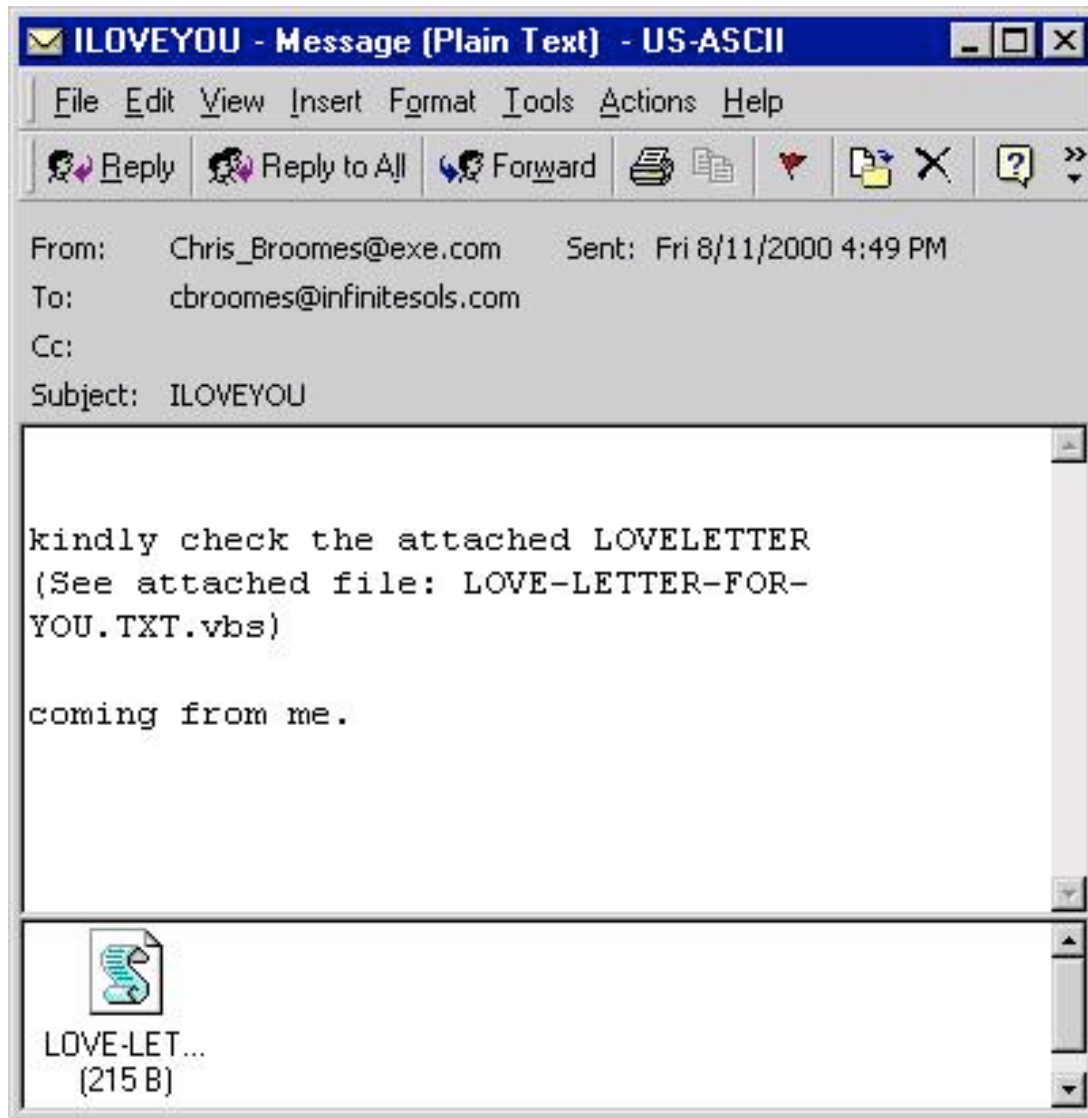 ILOVEYOU - Message (Plain Text) - US-ASCII
File Edit View Insert Format Tools Actions Help
Reply Reply to All Forward
From: Chris_Broomes@exe.com Sent: Fri 8/11/2000 4:49 PM
To: cbroomes@infinitesols.com
Cc:
Subject: ILOVEYOU
kindly check the attached LOVELETTER
(See attached file: LOVE-LETTER-FOR-
YOU.TXT.vbs)
coming from me.
LOVE-LET...
(215 B)